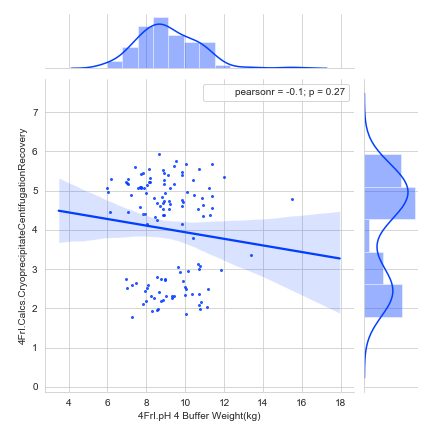 pearsonr = -0.1; p = 0.27
7
6
5
4
3
2
1
0
4FrI.Calcs.CryoprecipitateCentrifugationRecovery
4 6 8 10 12 14 16 18
4FrI.pH 4 Buffer Weight(kg)